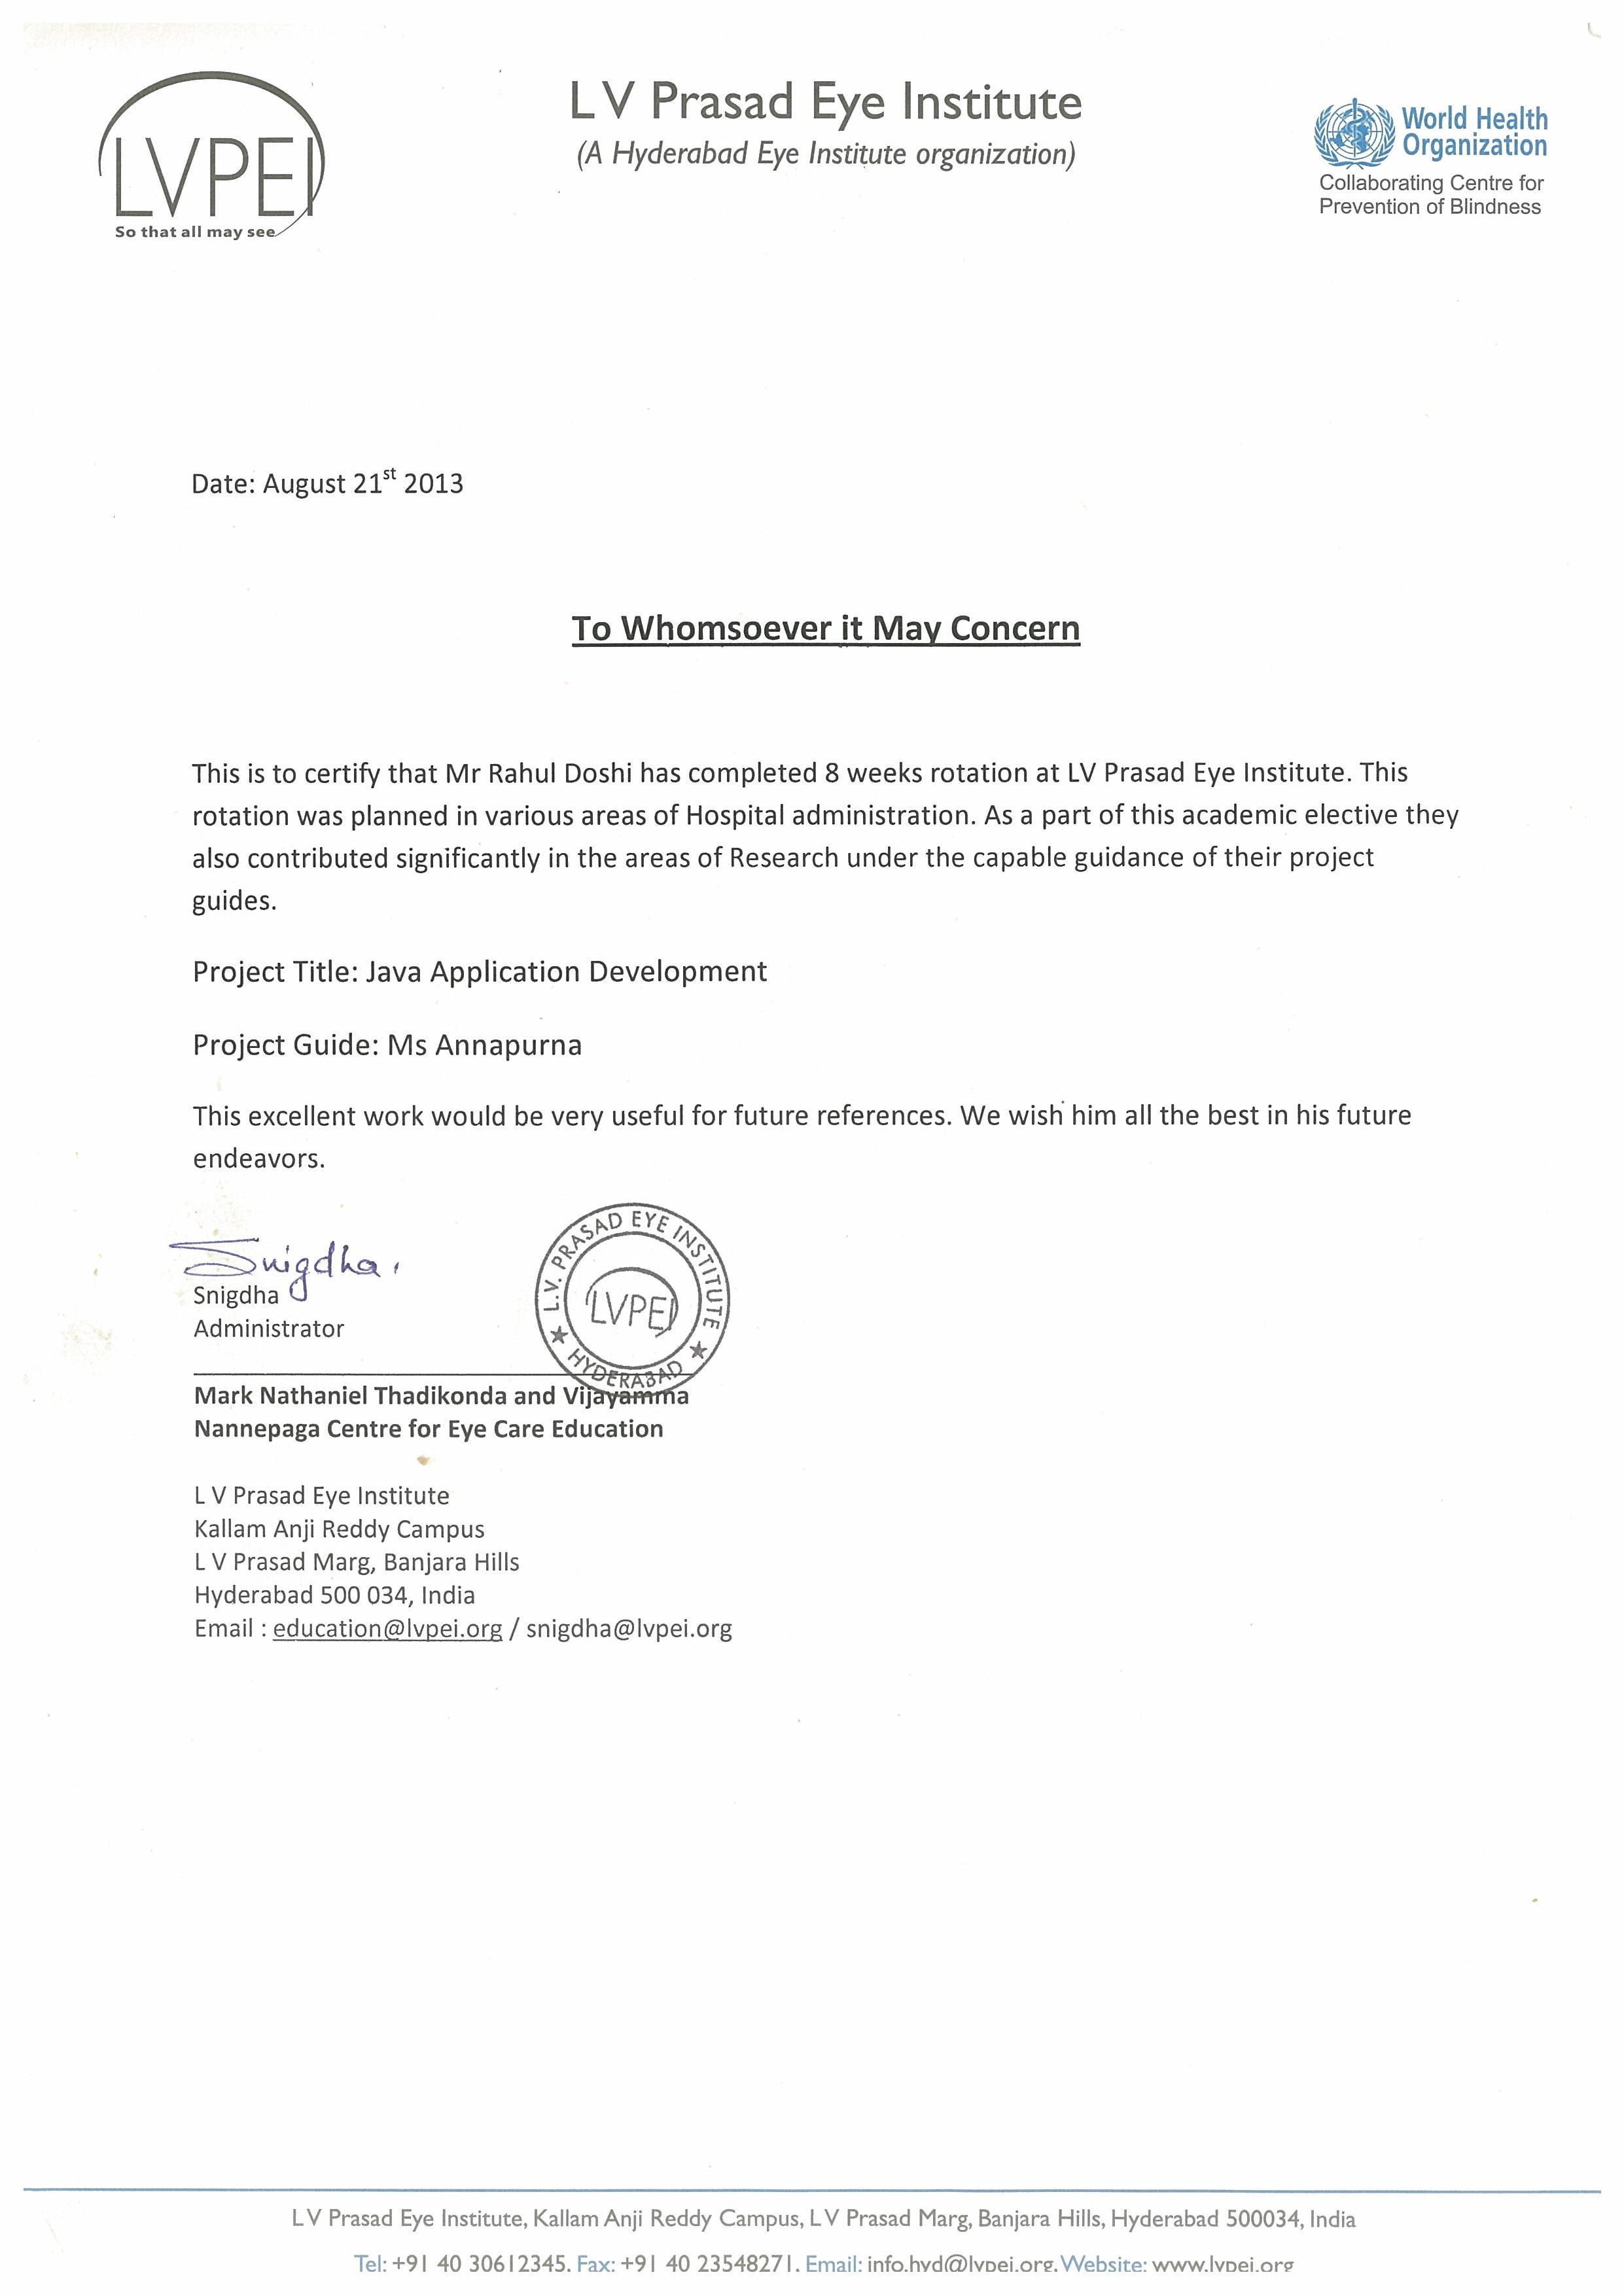 LVPEI
So that all may see
L V Prasad Eye Institute
(A Hyderabad Eye Institute organization)
World Health
Organization
Collaborating Centre for
Prevention of Blindness
Date: August 21st 2013
To Whomsoever it May Concern
This is to certify that Mr Rahul Doshi has completed 8 weeks rotation at LV Prasad Eye Institute. This
rotation was planned in various areas of Hospital administration. As a part of this academic elective they
also contributed significantly in the areas of Research under the capable guidance of their project
guides.
Project Title: Java Application Development
Project Guide: Ms Annapurna
This excellent work would be very useful for future references. We wish him all the best in his future
endeavors.
Snigdha
Snigdha
Administrator
L.V. PRASAD EYE INSTITUTE
LVPEI
★ HYDERABAD ★
Mark Nathaniel Thadikonda and Vijayamma
Nannepaga Centre for Eye Care Education
L V Prasad Eye Institute
Kallam Anji Reddy Campus
L V Prasad Marg, Banjara Hills
Hyderabad 500 034, India
Email : education@lvpei.org / snigdha@lvpei.org
L V Prasad Eye Institute, Kallam Anji Reddy Campus, L V Prasad Marg, Banjara Hills, Hyderabad 500034, India
Tel: +91 40 30612345. Fax: +91 40 23548271. Email: info.hyd@lvpei.org. Website: www.lvpei.org